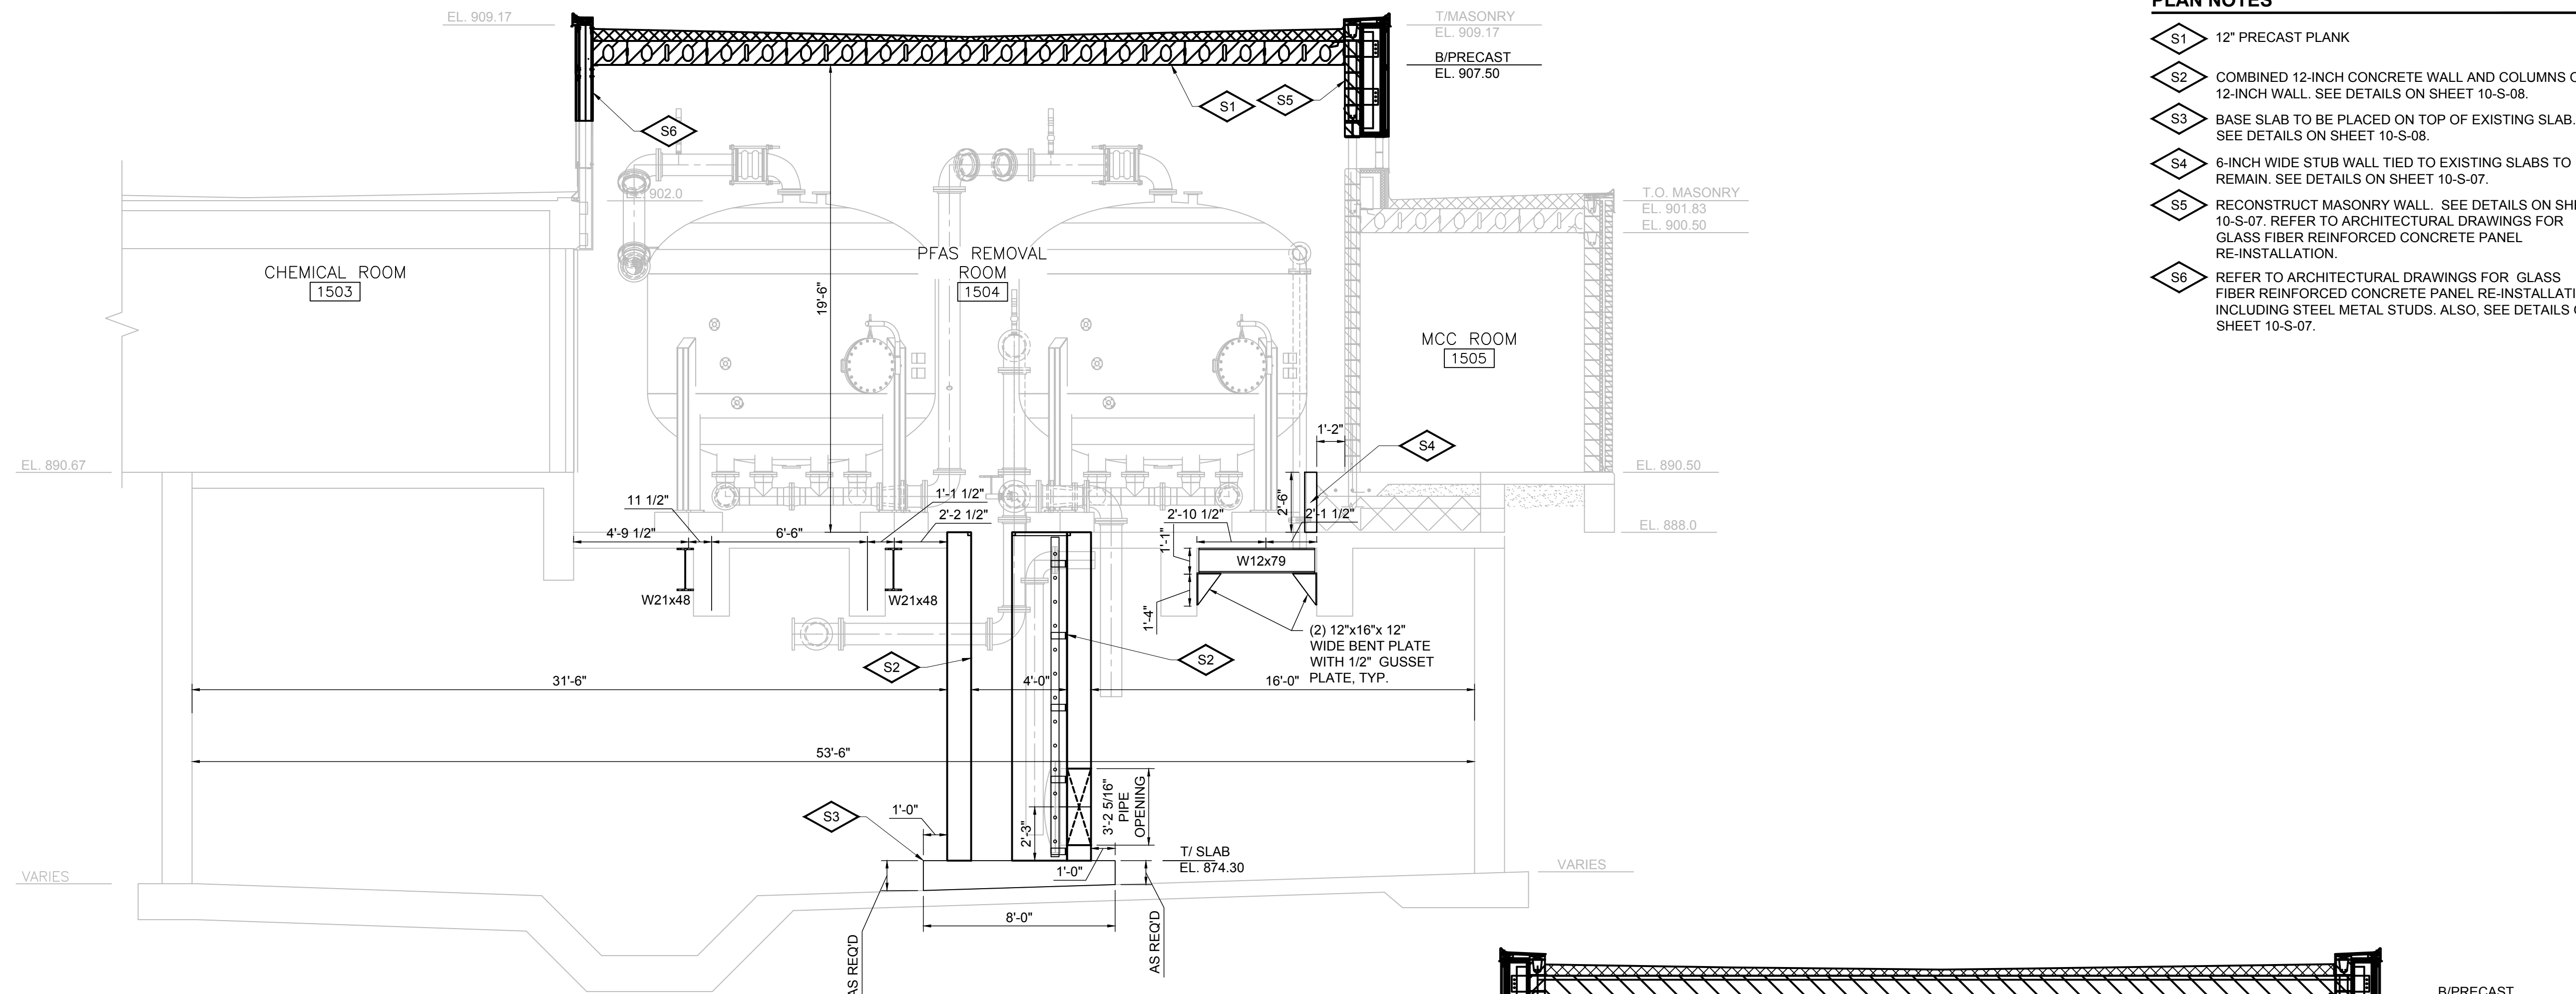 EL. 909.17
T/MASONRY
EL. 909.17
B/PRECAST
EL. 907.50
S1
S5
S6
EL. 902.0
T.O. MASONRY
EL. 901.83
EL. 900.50
CHEMICAL ROOM
1503
PFAS REMOVAL
ROOM
1504
19'-6"
MCC ROOM
1505
1'-2"
S4
EL. 890.67
EL. 890.50
11 1/2"
1'-1 1/2"
2'-6"
4'-9 1/2"
6'-6"
2'-2 1/2"
2'-10 1/2"
2'-1 1/2"
EL. 888.0
1'-1"
W12x79
W21x48
W21x48
1'-4"
(2) 12"x16"x 12"
WIDE BENT PLATE
WITH 1/2" GUSSET
PLATE, TYP.
S2
S2
31'-6"
4'-0"
16'-0"
53'-6"
S3
1'-0"
2'-3"
3'-2 5/16"
PIPE
OPENING
1'-0"
T/ SLAB
EL. 874.30
VARIES
VARIES
8'-0"
AS REQ'D
AS REQ'D
PLAN NOTES
S1 12" PRECAST PLANK
S2 COMBINED 12-INCH CONCRETE WALL AND COLUMNS
12-INCH WALL. SEE DETAILS ON SHEET 10-S-08.
S3 BASE SLAB TO BE PLACED ON TOP OF EXISTING SLAB.
SEE DETAILS ON SHEET 10-S-08.
S4 6-INCH WIDE STUB WALL TIED TO EXISTING SLABS TO
REMAIN. SEE DETAILS ON SHEET 10-S-07.
S5 RECONSTRUCT MASONRY WALL. SEE DETAILS ON
10-S-07. REFER TO ARCHITECTURAL DRAWINGS FOR
GLASS FIBER REINFORCED CONCRETE PANEL
RE-INSTALLATION.
S6 REFER TO ARCHITECTURAL DRAWINGS FOR GLASS
FIBER REINFORCED CONCRETE PANEL
INCLUDING STEEL METAL STUDS. ALSO, SEE DETAILS
SHEET 10-S-07.
B/PRECAST